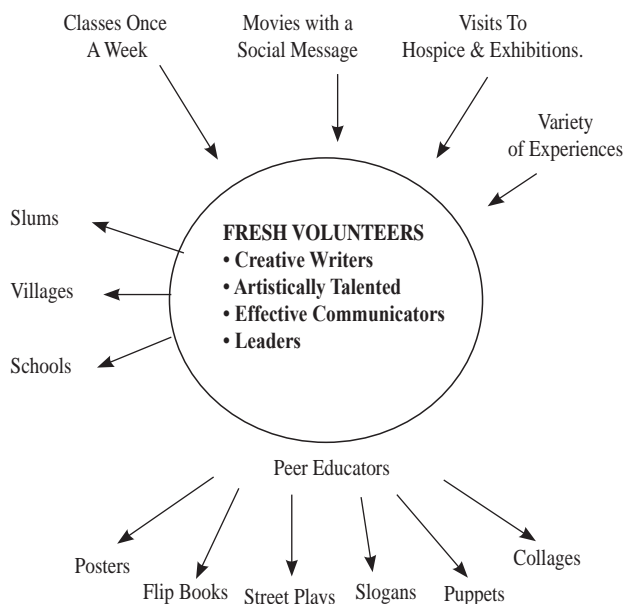 Classes Once
A Week
Movies with a
Social Message
Visits To
Hospice & Exhibitions.
Variety
of Experiences
Slums
Villages
Schools
FRESH VOLUNTEERS
• Creative Writers
• Artistically Talented
• Effective Communicators
• Leaders
Peer Educators
Posters
Flip Books
Street Plays
Slogans
Puppets
Collages